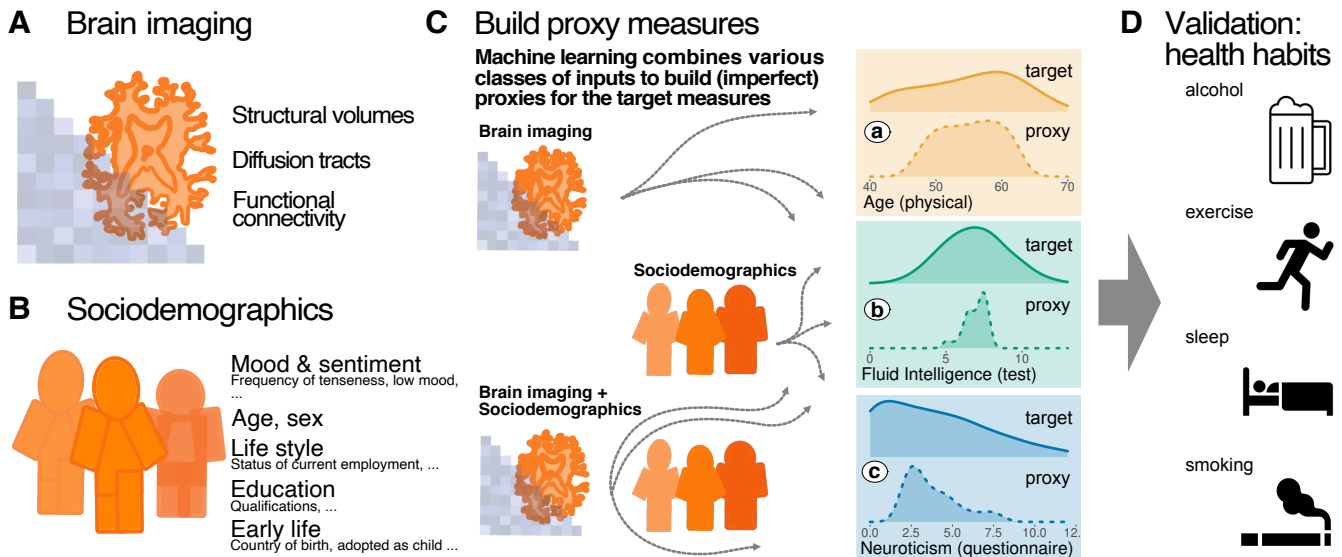 A Brain imaging
Structural volumes
Diffusion tracts
Functional
connectivity
B Sociodemographics
Mood & sentiment
Frequency of tenseness, low mood,
...
Age, sex
Life style
Status of current employment, ...
Education
Qualifications, ...
Early life
Country of birth, adopted as child ...
C Build proxy measures
Machine learning combines various
classes of inputs to build (imperfect)
proxies for the target measures
Brain imaging
Sociodemographics
Brain imaging +
Sociodemographics
target
a proxy
40 50 60 70
Age (physical)
target
b proxy
0 5 10
Fluid Intelligence (test)
target
c proxy
0 2.5 5.0 7.5 10.0 12.
Neuroticism (questionnaire)
D Validation:
health habits
alcohol
exercise
sleep
smoking